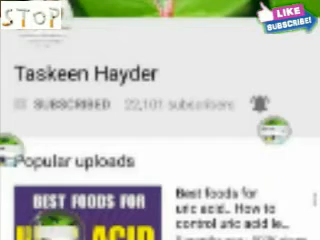 STOP!
LIKE
SUBSCRIBE!
Taskeen Hayder
SUBSCRIBED 22,101 subscribers
Popular uploads
BEST FOODS FOR
ACID
Best foods for
uric acid.. How to
control uric acid le...